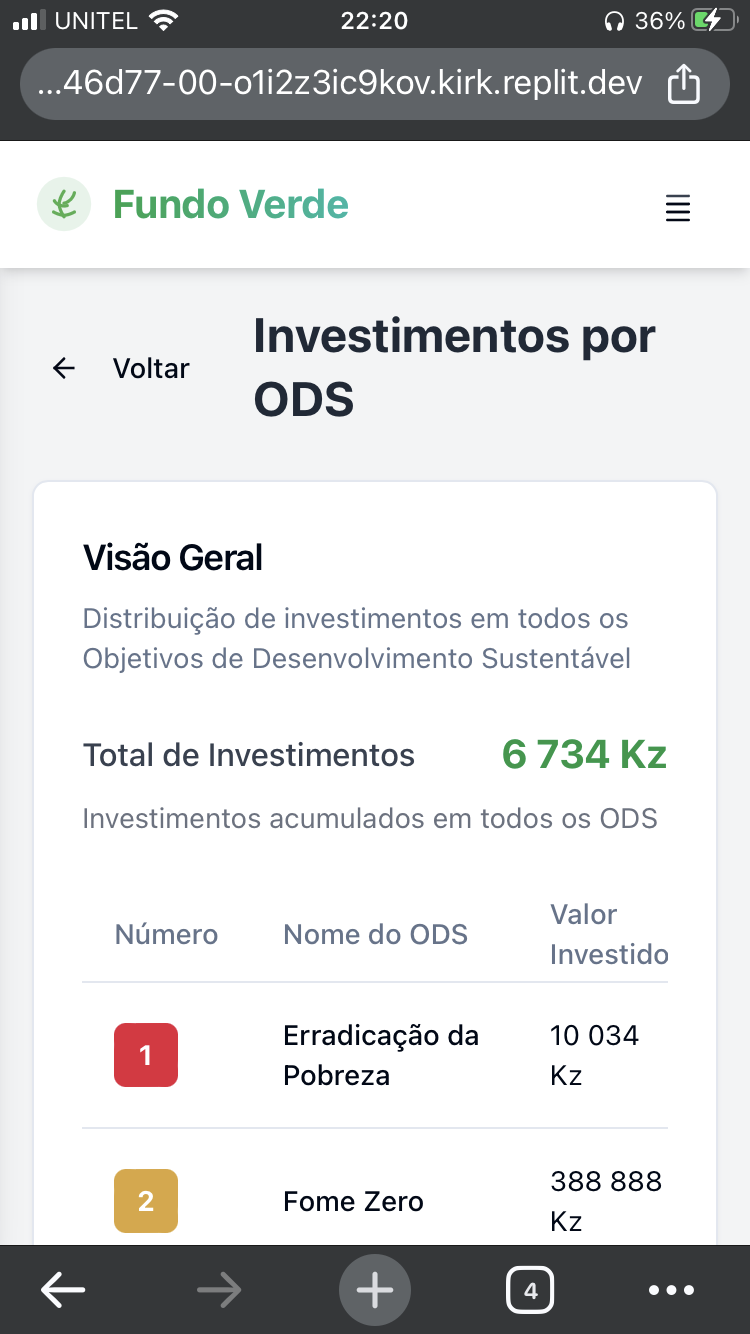 UNITEL 22:20 36%
...46d77-00-o1i2z3ic9kov.kirk.replit.dev
Fundo Verde
Voltar
Investimentos por
ODS
Visão Geral
Distribuição de investimentos em todos os
Objetivos de Desenvolvimento Sustentável
Total de Investimentos 6 734 Kz
Investimentos acumulados em todos os ODS
Número Nome do ODS Valor
Investido
1 Erradicação da
Pobreza 10 034
Kz
2 Fome Zero 388 888
Kz
4